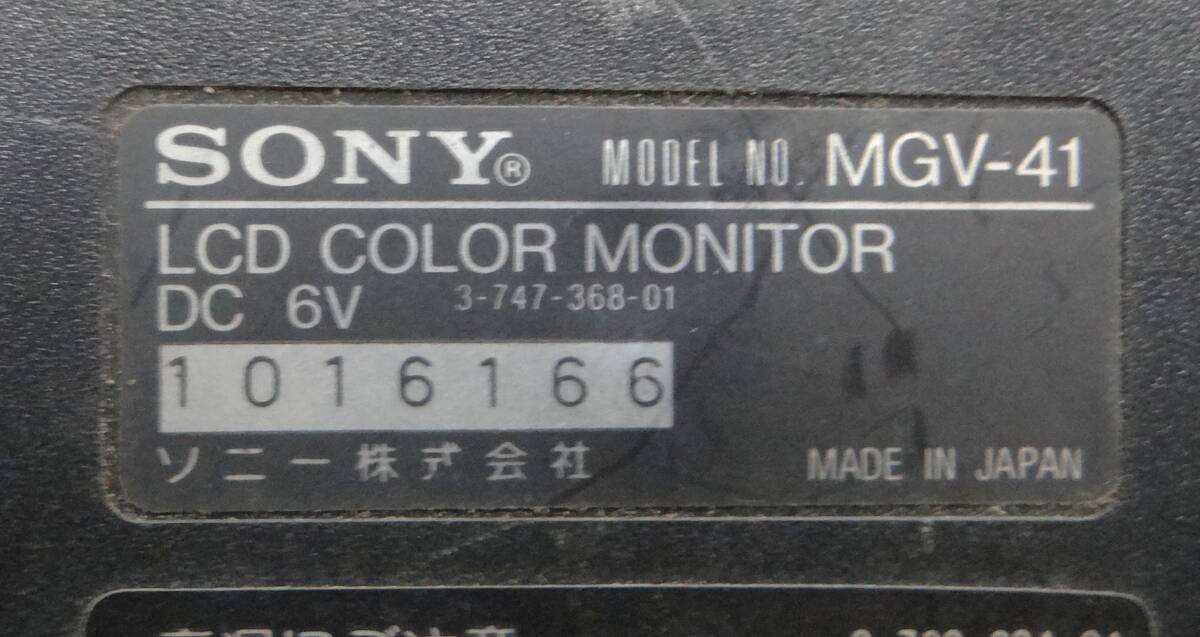 SONY® MODEL NO. MGV-41
LCD COLOR MONITOR
DC 6V 3-747-368-01
1016166
ソニー株式会社
MADE IN JAPAN